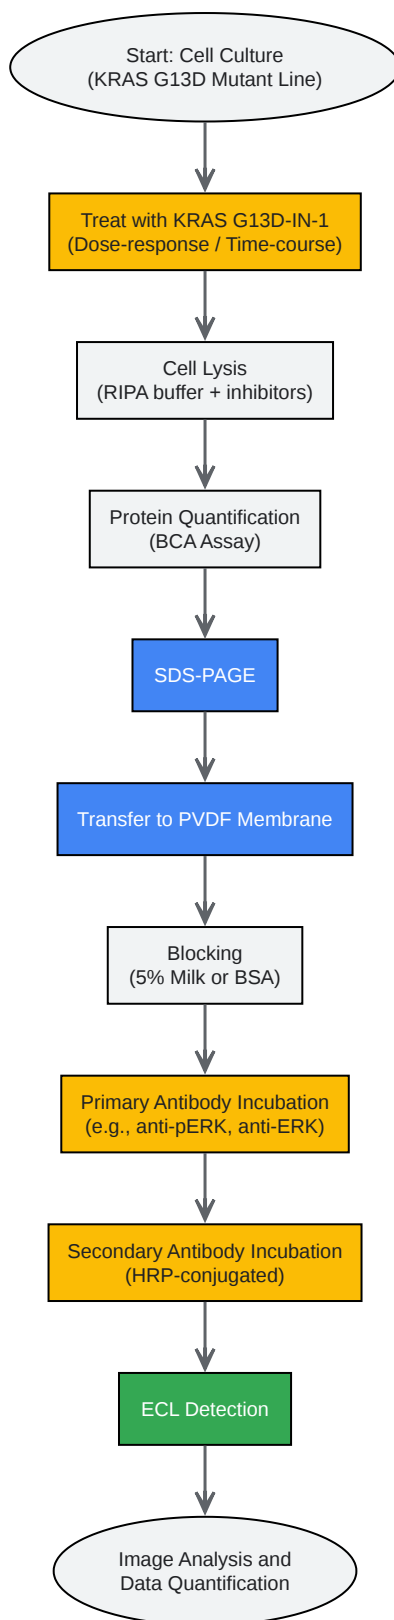 Start: Cell Culture
(KRAS G13D Mutant Line)
Treat with KRAS G13D-IN-1
(Dose-response / Time-course)
Cell Lysis
(RIPA buffer + inhibitors)
Protein Quantification
(BCA Assay)
SDS-PAGE
Transfer to PVDF Membrane
Blocking
(5% Milk or BSA)
Primary Antibody Incubation
(e.g., anti-pERK, anti-ERK)
Secondary Antibody Incubation
(HRP-conjugated)
ECL Detection
Image Analysis and
Data Quantification